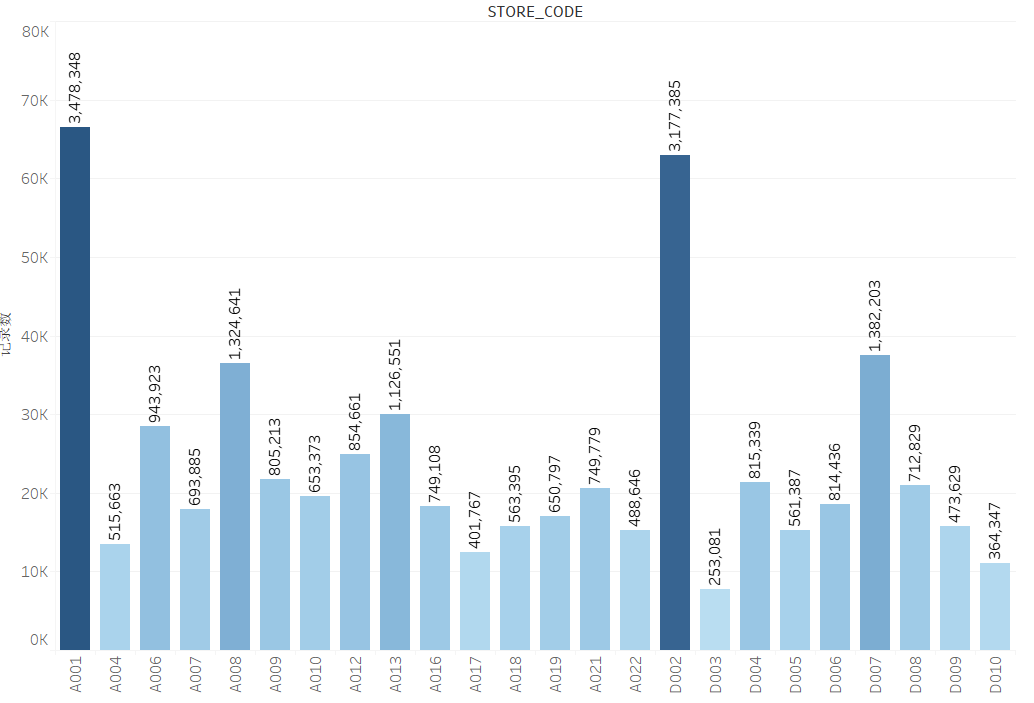 STORE_CODE
80K
70K
60K
50K
40K
30K
20K
10K
0K
记录数
3,478,348
515,663
943,923
693,885
1,324,641
805,213
653,373
854,661
1,126,551
749,108
401,767
563,395
650,797
749,779
488,646
3,177,385
253,081
815,339
561,387
814,436
1,382,203
712,829
473,629
364,347
A001
A004
A006
A007
A008
A009
A010
A012
A013
A016
A017
A018
A019
A021
A022
D002
D003
D004
D005
D006
D007
D008
D009
D010